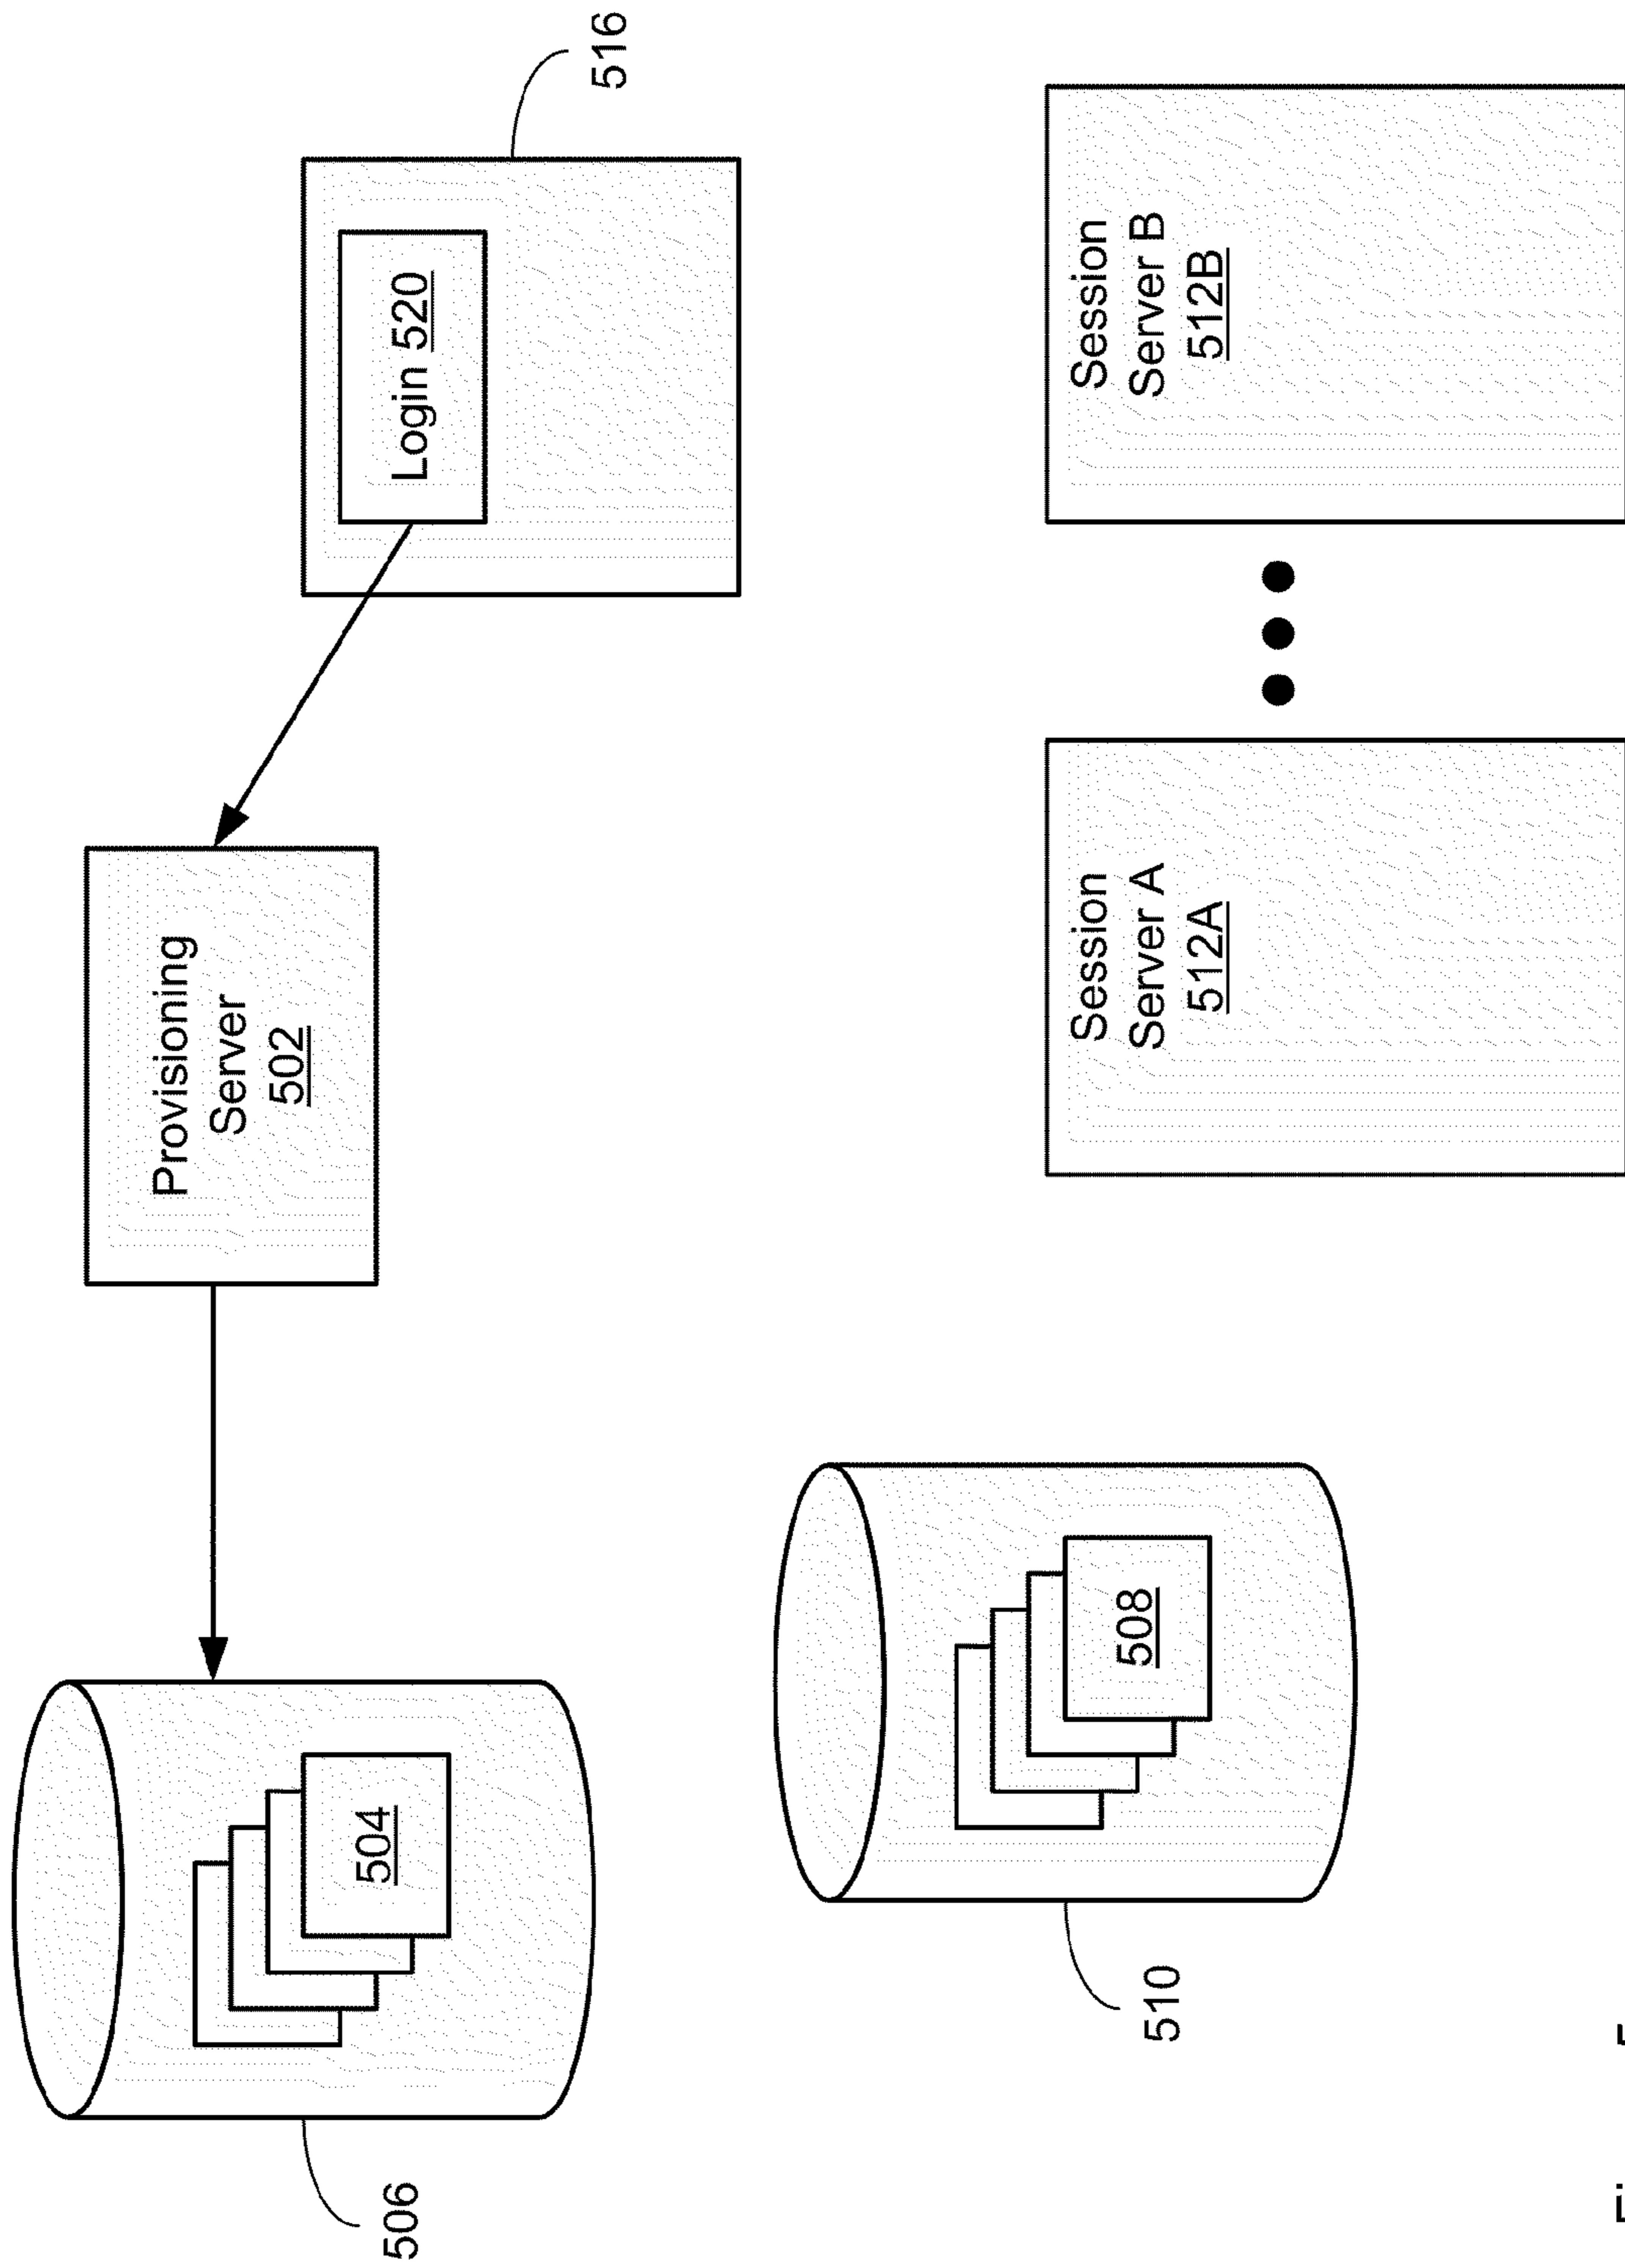 516
Login 520
Provisioning
Server
502
504
506
Session
Server B
512B
Session
Server A
512A
508
510